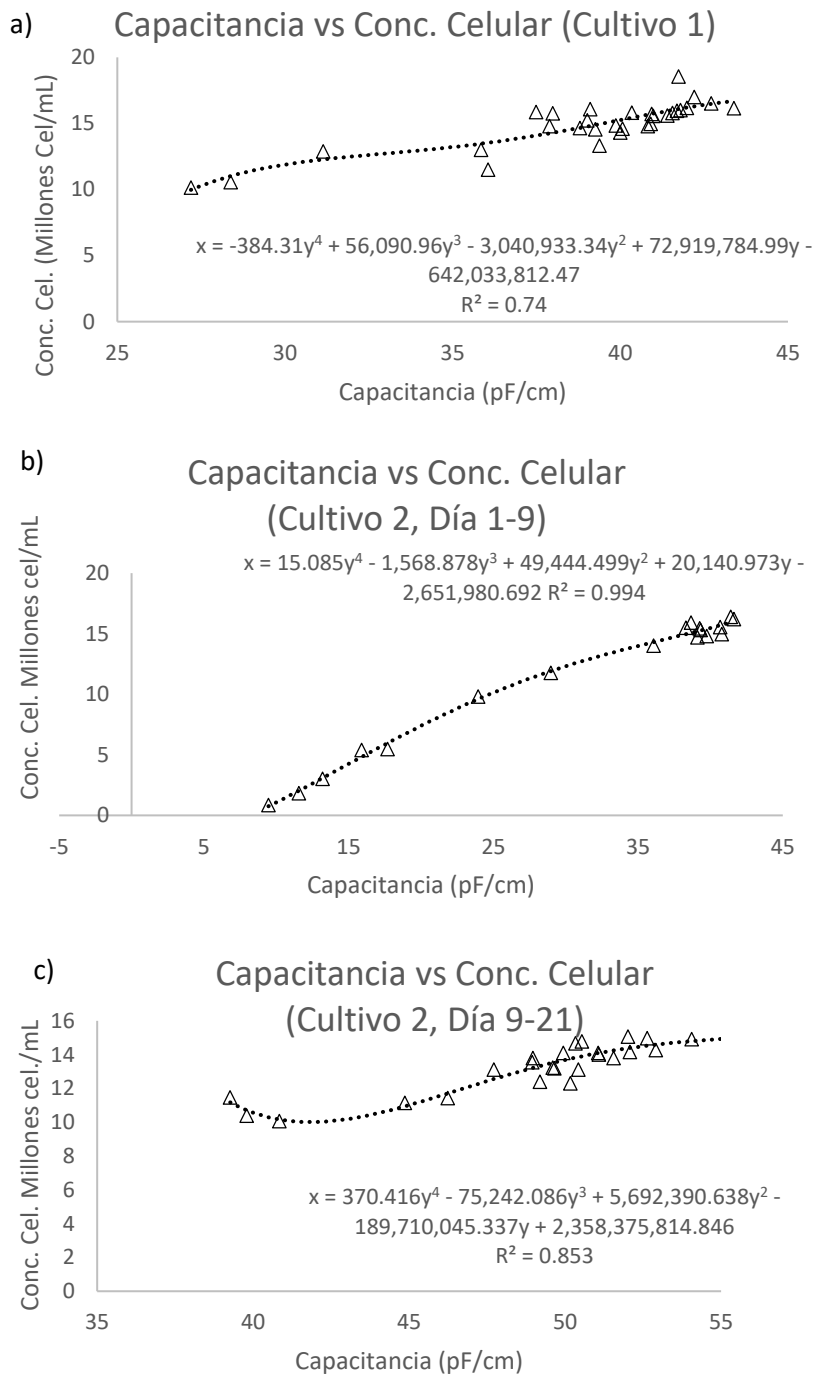 a)
Capacitancia vs Conc. Celular (Cultivo 1)
Conc. Cel. (Millones Cel/mL)
20
15
10
5
0
x = -384.31y⁴ + 56,090.96y³ - 3,040,933.34y² + 72,919,784.99y -
642,033,812.47
R² = 0.74
25 30 35 40 45
Capacitancia (pF/cm)
b)
Capacitancia vs Conc. Celular
(Cultivo 2, Día 1-9)
x = 15.085y⁴ - 1,568.878y³ + 49,444.499y² + 20,140.973y -
2,651,980.692 R² = 0.994
Conc. Cel. Millones cel/mL
20
15
10
5
0
-5 5 15 25 35 45
Capacitancia (pF/cm)
c)
Capacitancia vs Conc. Celular
(Cultivo 2, Día 9-21)
Conc. Cel. Millones cel./mL
16
14
12
10
8
6
4
2
0
x = 370.416y⁴ - 75,242.086y³ + 5,692,390.638y² -
189,710,045.337y + 2,358,375,814.846
R² = 0.853
35 40 45 50 55
Capacitancia (pF/cm)